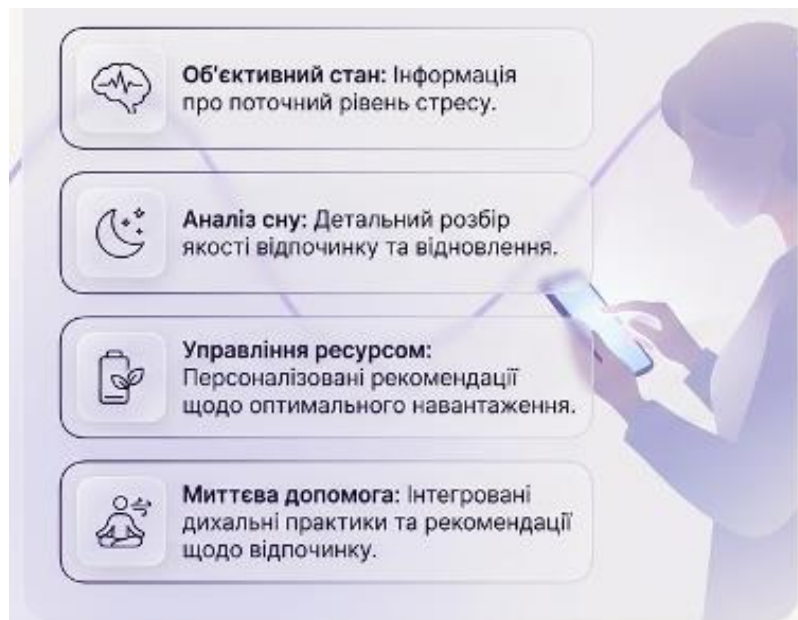 Об'єктивний стан: Інформація
про поточний рівень стресу.
Аналіз сну: Детальний розбір
якості відпочинку та відновлення.
Управління ресурсом:
Персоналізовані рекомендації
щодо оптимального навантаження.
Миттєва допомога: Інтегровані
дихальні практики та рекомендації
щодо відпочинку.